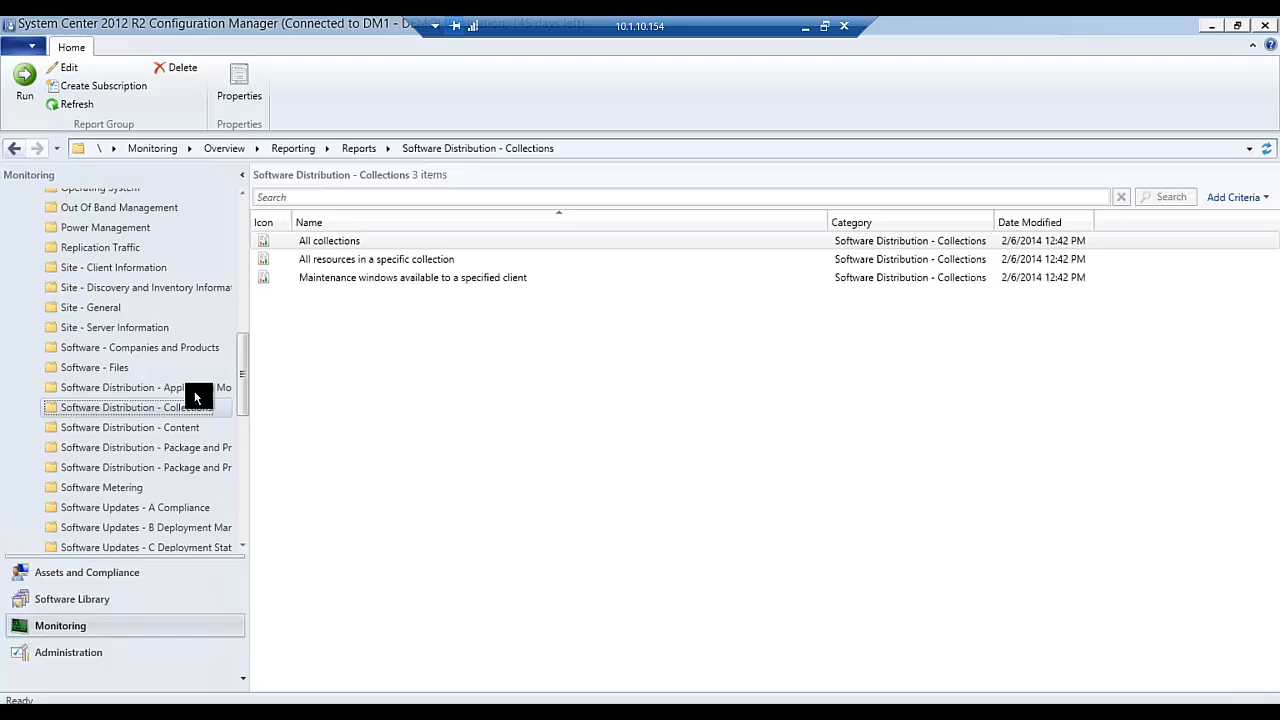 System Center 2012 R2 Configuration Manager (Connected to DM1 -
10.1.10.154
Home
Run
Edit
Create Subscription
Refresh
Delete
Report Group
Properties
Properties
\ Monitoring Overview Reporting Reports Software Distribution - Collections
Monitoring
Operating System
Out Of Band Management
Power Management
Replication Traffic
Site - Client Information
Site - Discovery and Inventory Informa
Site - General
Site - Server Information
Software - Companies and Products
Software - Files
Software Distribution - App Mo
Software Distribution - Collections
Software Distribution - Content
Software Distribution - Package and Pr
Software Distribution - Package and Pr
Software Metering
Software Updates - A Compliance
Software Updates - B Deployment Mar
Software Updates - C Deployment Stat
Assets and Compliance
Software Library
Monitoring
Administration
Software Distribution - Collections 3 items
Search
Search
Add Criteria
Icon Name Category Date Modified
All collections Software Distribution - Collections 2/6/2014 12:42 PM
All resources in a specific collection Software Distribution - Collections 2/6/2014 12:42 PM
Maintenance windows available to a specified client Software Distribution - Collections 2/6/2014 12:42 PM
Ready